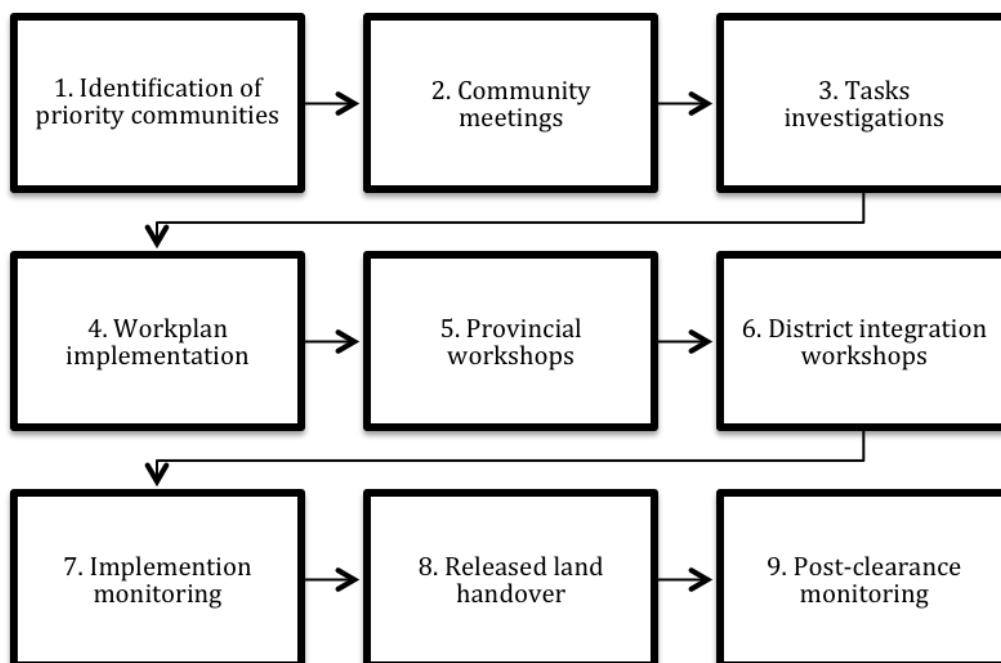 1. Identification of
priority communities
2. Community
meetings
3. Tasks
investigations
4. Workplan
implementation
5. Provincial
workshops
6. District integration
workshops
7. Implemention
monitoring
8. Released land
handover
9. Post-clearance
monitoring